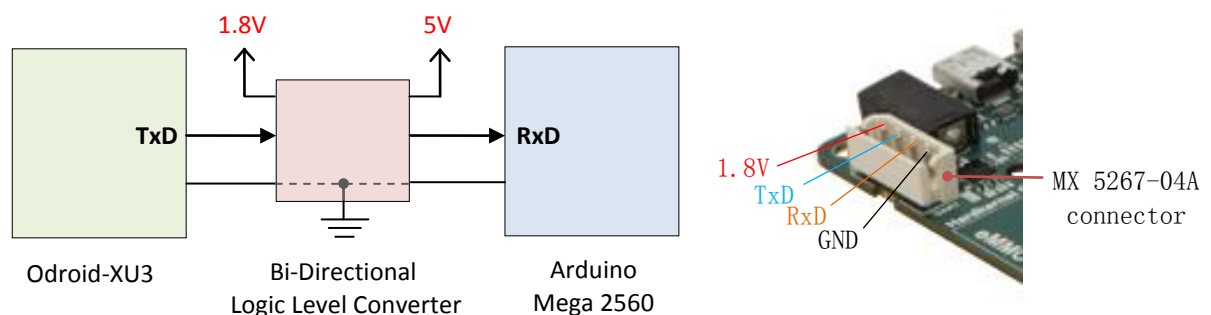 1.8V
5V
TxD
RxD
Odroid-XU3
Bi-Directional
Logic Level Converter
Arduino
Mega 2560
1.8V
TxD
RxD
GND
MX 5267-04A
connector